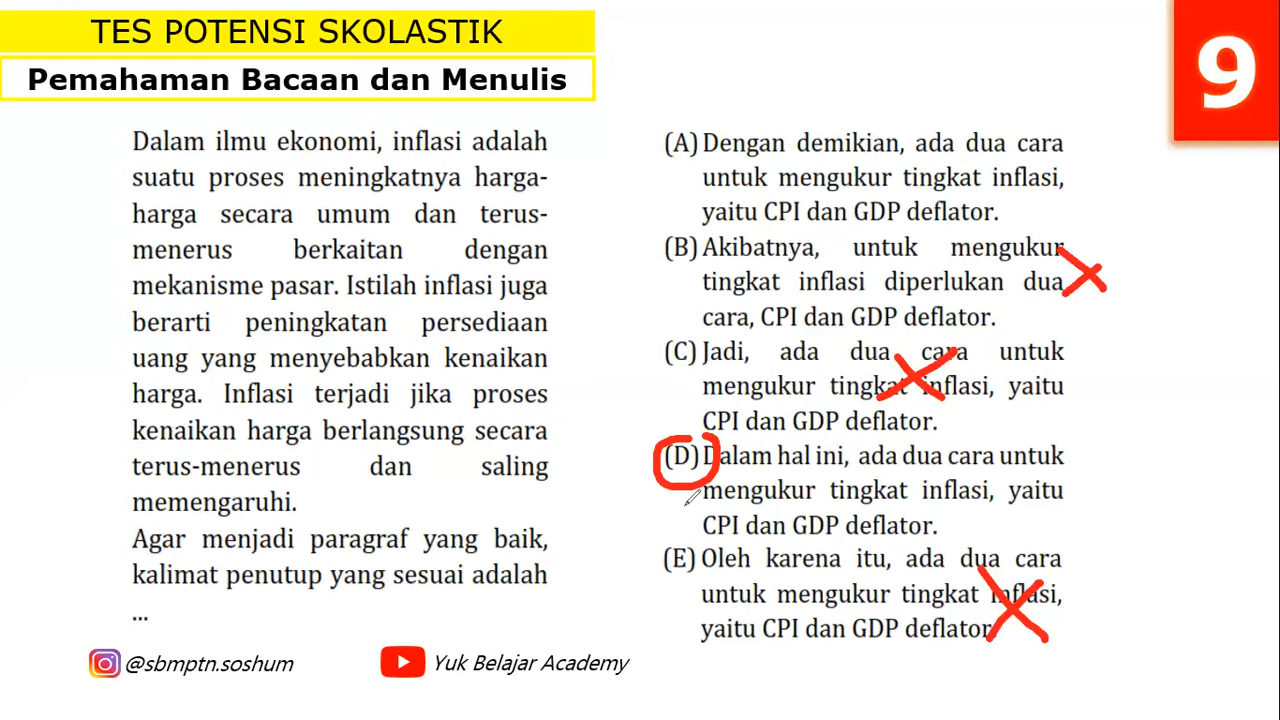 TES POTENSI SKOLASTIK
Pemahaman Bacaan dan Menulis
9
Dalam ilmu ekonomi, inflasi adalah
suatu proses meningkatnya harga-
harga secara umum dan terus-
menerus berkaitan dengan
mekanisme pasar. Istilah inflasi juga
berarti peningkatan persediaan
uang yang menyebabkan kenaikan
harga. Inflasi terjadi jika proses
kenaikan harga berlangsung secara
terus-menerus dan saling
memengaruhi.
Agar menjadi paragraf yang baik,
kalimat penutup yang sesuai adalah
...
(A) Dengan demikian, ada dua cara
untuk mengukur tingkat inflasi,
yaitu CPI dan GDP deflator.
(B) Akibatnya, untuk mengukur
tingkat inflasi diperlukan dua
cara, CPI dan GDP deflator.
(C) Jadi, ada dua cara untuk
mengukur tingkat inflasi, yaitu
CPI dan GDP deflator.
(D) Dalam hal ini, ada dua cara untuk
mengukur tingkat inflasi, yaitu
CPI dan GDP deflator.
(E) Oleh karena itu, ada dua cara
untuk mengukur tingkat inflasi,
yaitu CPI dan GDP deflator.
@sbmptn.soshum
Yuk Belajar Academy